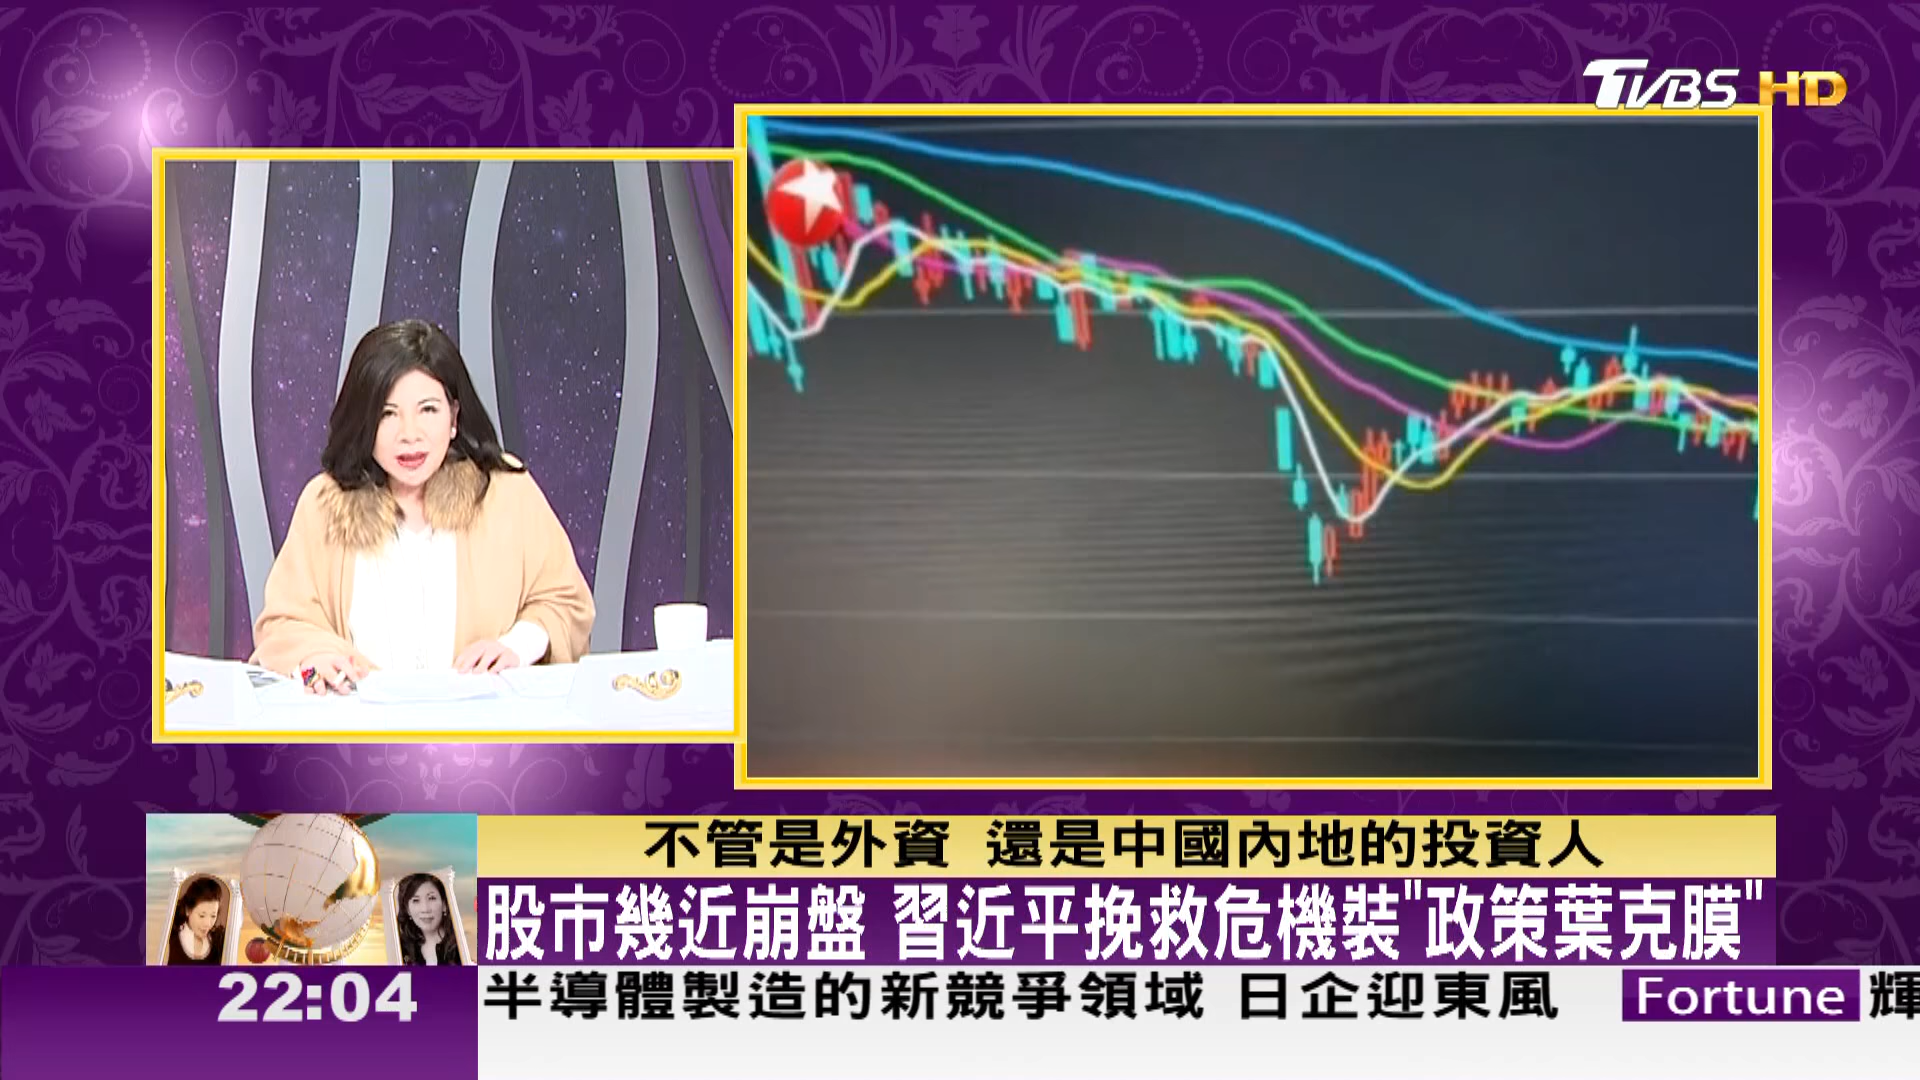 TVBS HD
不管是外資 還是中國內地的投資人
股市幾近崩盤 習近平挽救危機裝"政策葉克膜"
22:04
半導體製造的新競爭領域 日企迎東風 Fortune 輝